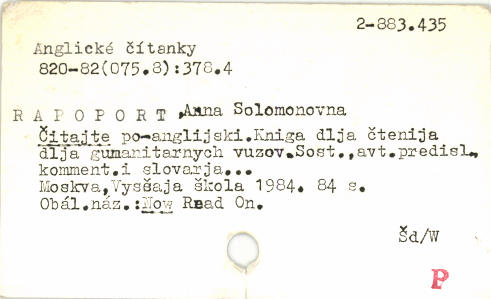 2-883.435
Anglické čítanky
820-82(075.8):378.4
RAPOPORT,Anna Solomonovna
Čitajte po-anglijski.Kniga dlja čtenija
dlja gumanitarnych vuzov.Sost.,avt.predisl.,
komment.i slovarja...
Moskva,Vysšaja škola 1984. 84 s.
Obál.náz.:Now Read On.
Šd/W
P